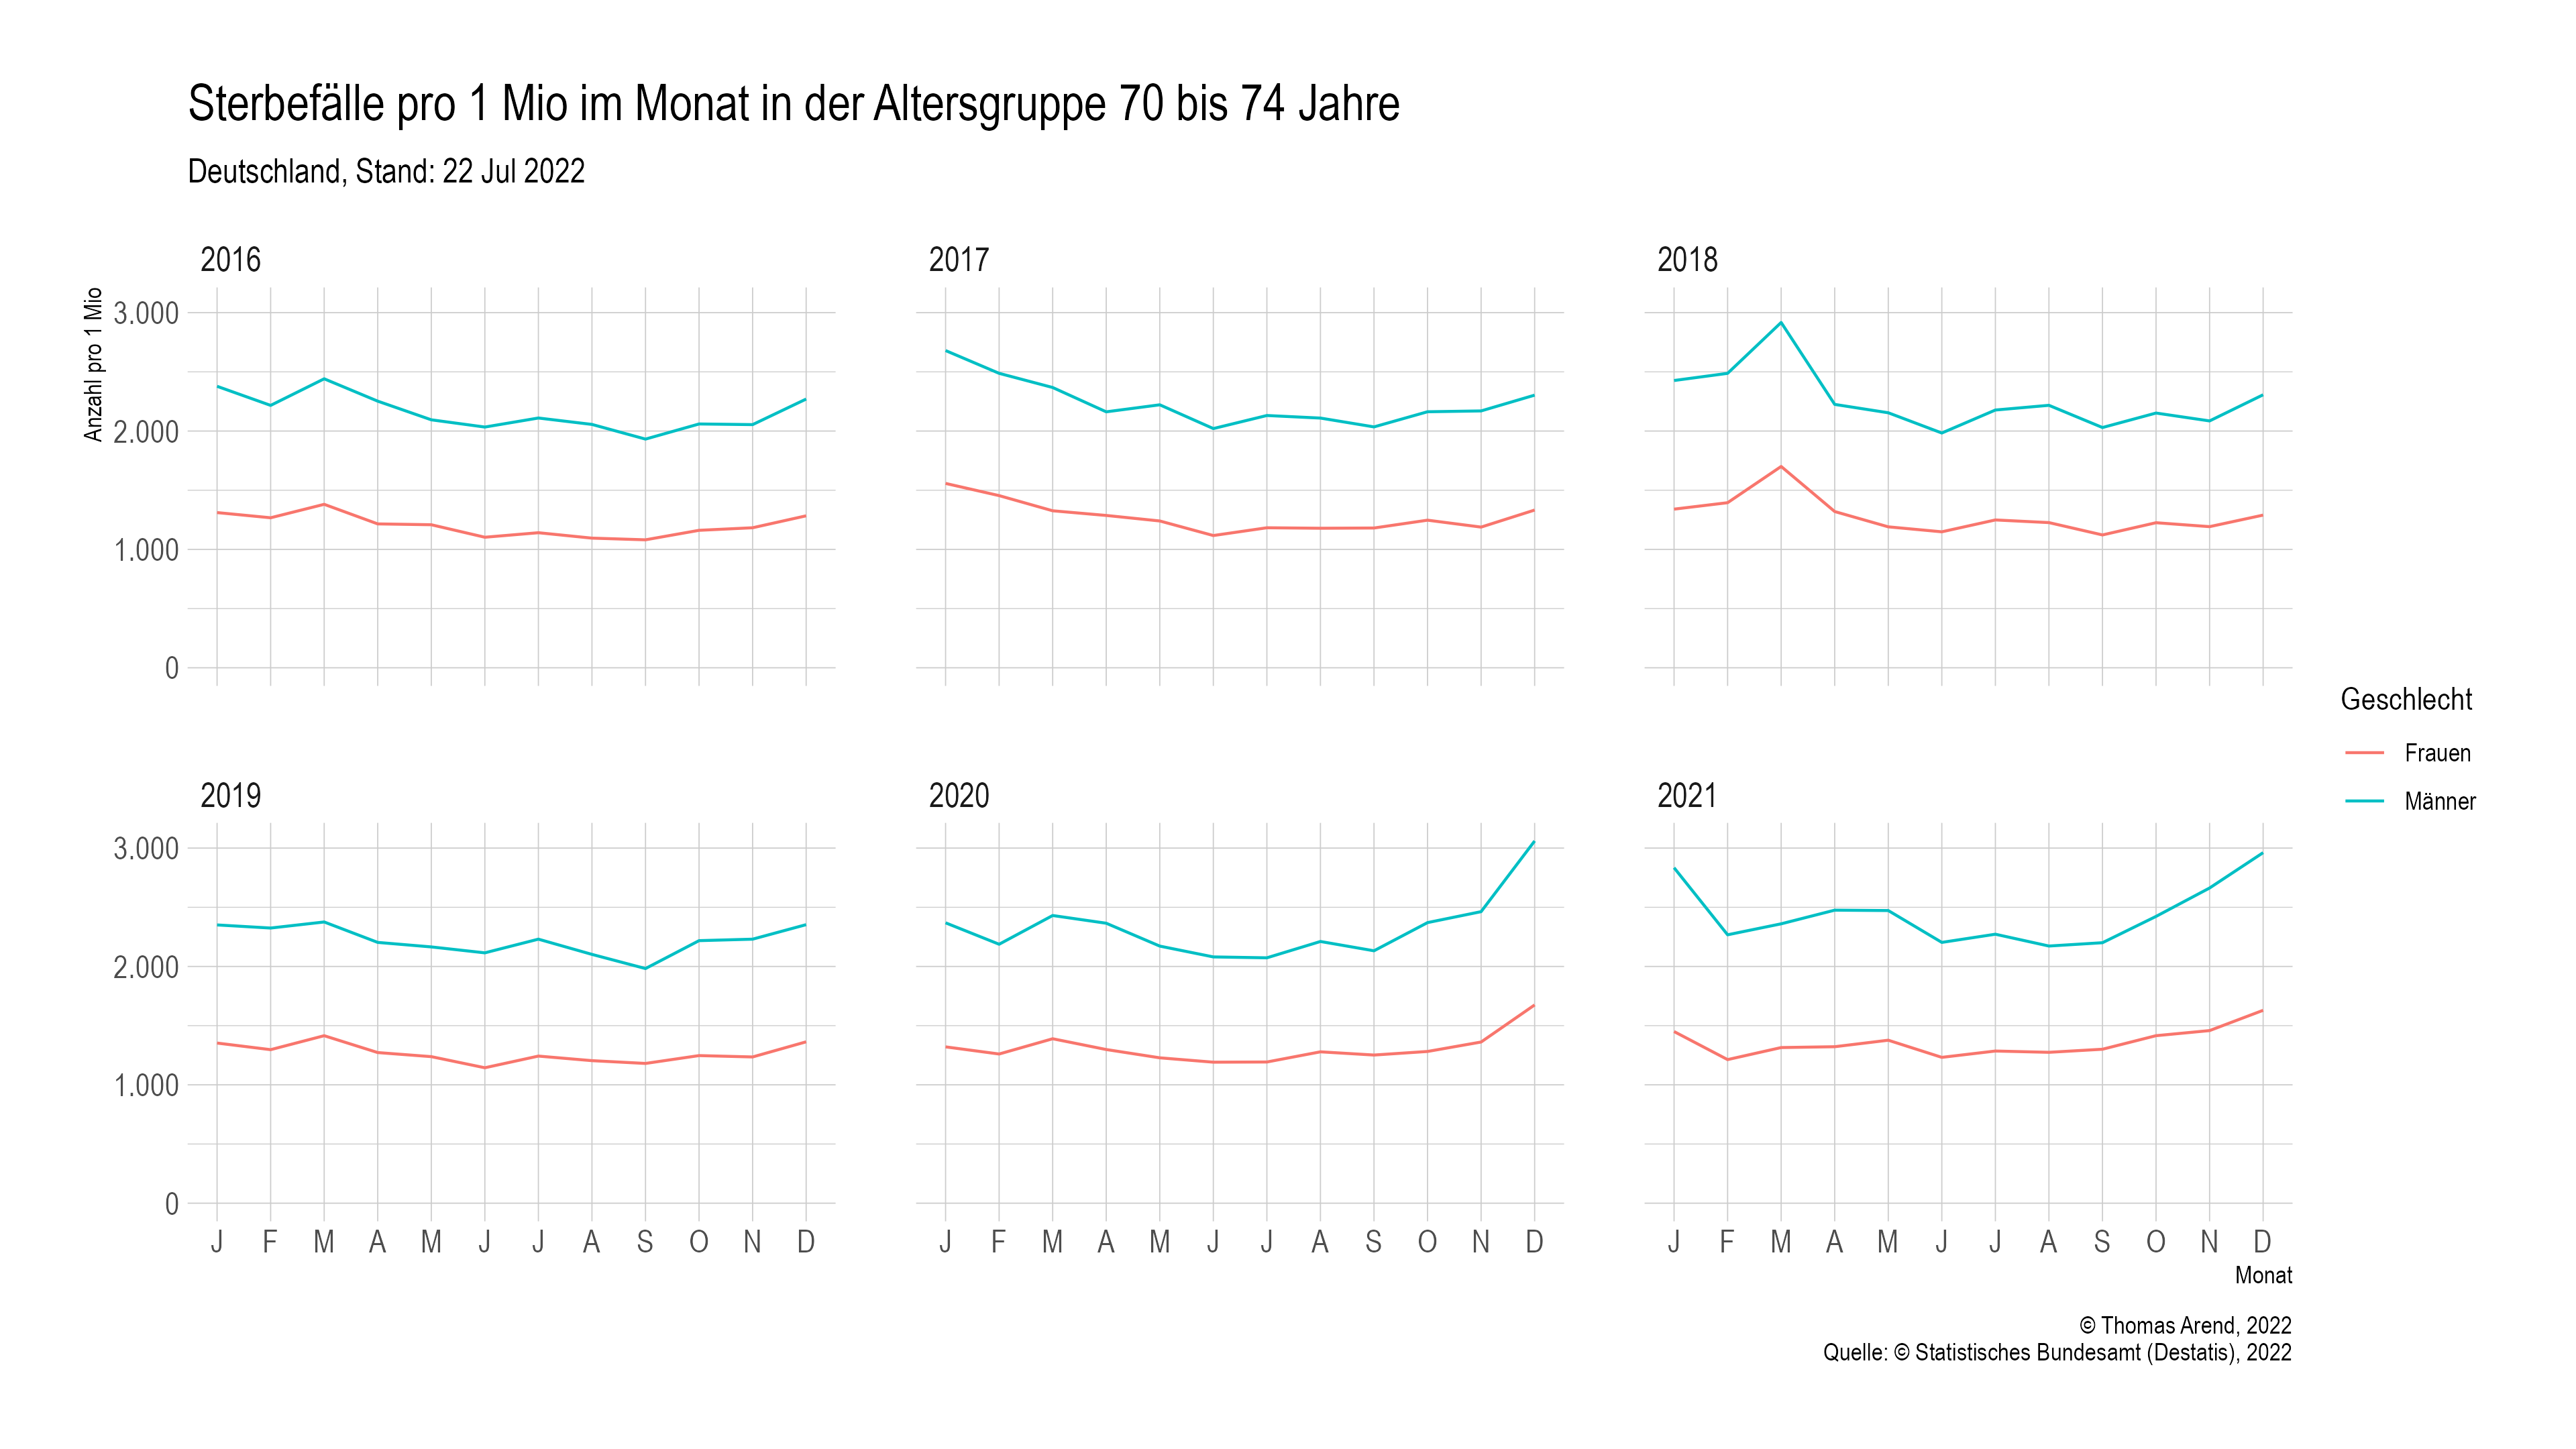 Sterbefälle pro 1 Mio im Monat in der Altersgruppe 70 bis 74 Jahre
Deutschland, Stand: 22 Jul 2022
2016
2017
2018
Anzahl pro 1 Mio
3.000
2.000
1.000
0
Geschlecht
Frauen
Männer
2019
2020
2021
3.000
2.000
1.000
0
J F M A M J J A S O N D
J F M A M J J A S O N D
J F M A M J J A S O N D
Monat
© Thomas Arend, 2022
Quelle: © Statistisches Bundesamt (Destatis), 2022